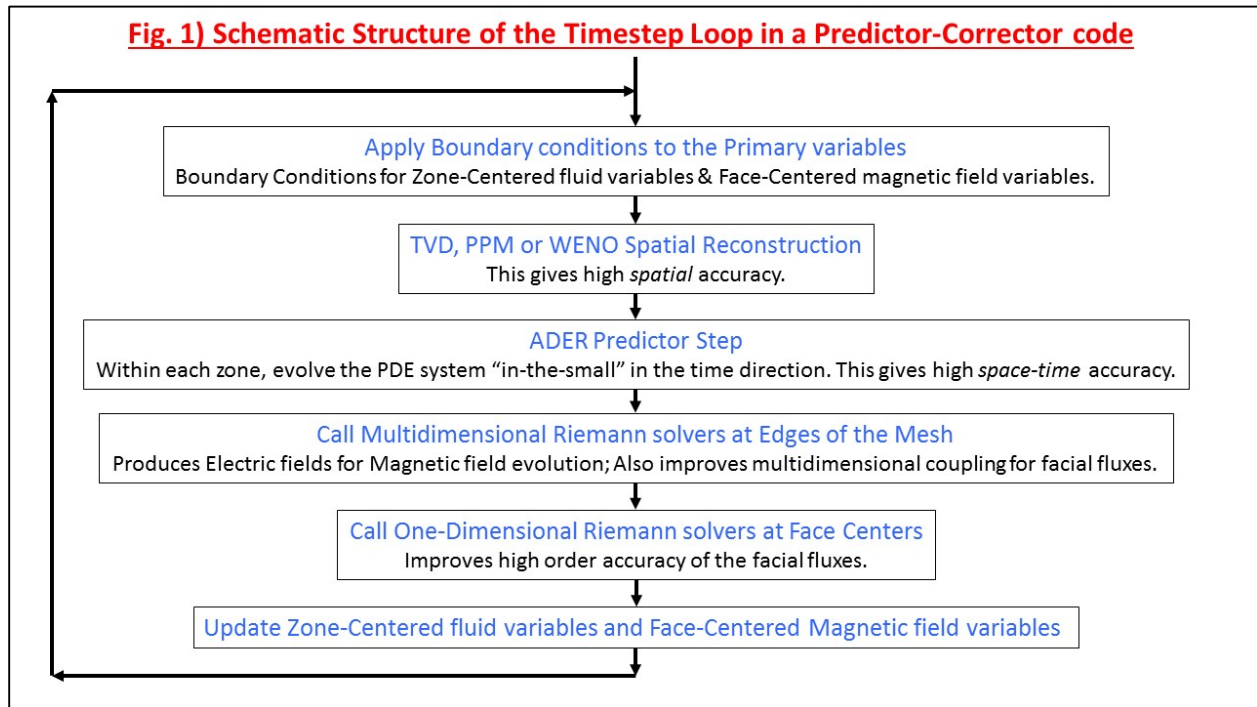 Fig. 1) Schematic Structure of the Timestep Loop in a Predictor-Corrector code
Apply Boundary conditions to the Primary variables
Boundary Conditions for Zone-Centered fluid variables & Face-Centered magnetic field variables.
TVD, PPM or WENO Spatial Reconstruction
This gives high spatial accuracy.
ADER Predictor Step
Within each zone, evolve the PDE system “in-the-small” in the time direction. This gives high space-time accuracy.
Call Multidimensional Riemann solvers at Edges of the Mesh
Produces Electric fields for Magnetic field evolution; Also improves multidimensional coupling for facial fluxes.
Call One-Dimensional Riemann solvers at Face Centers
Improves high order accuracy of the facial fluxes.
Update Zone-Centered fluid variables and Face-Centered Magnetic field variables